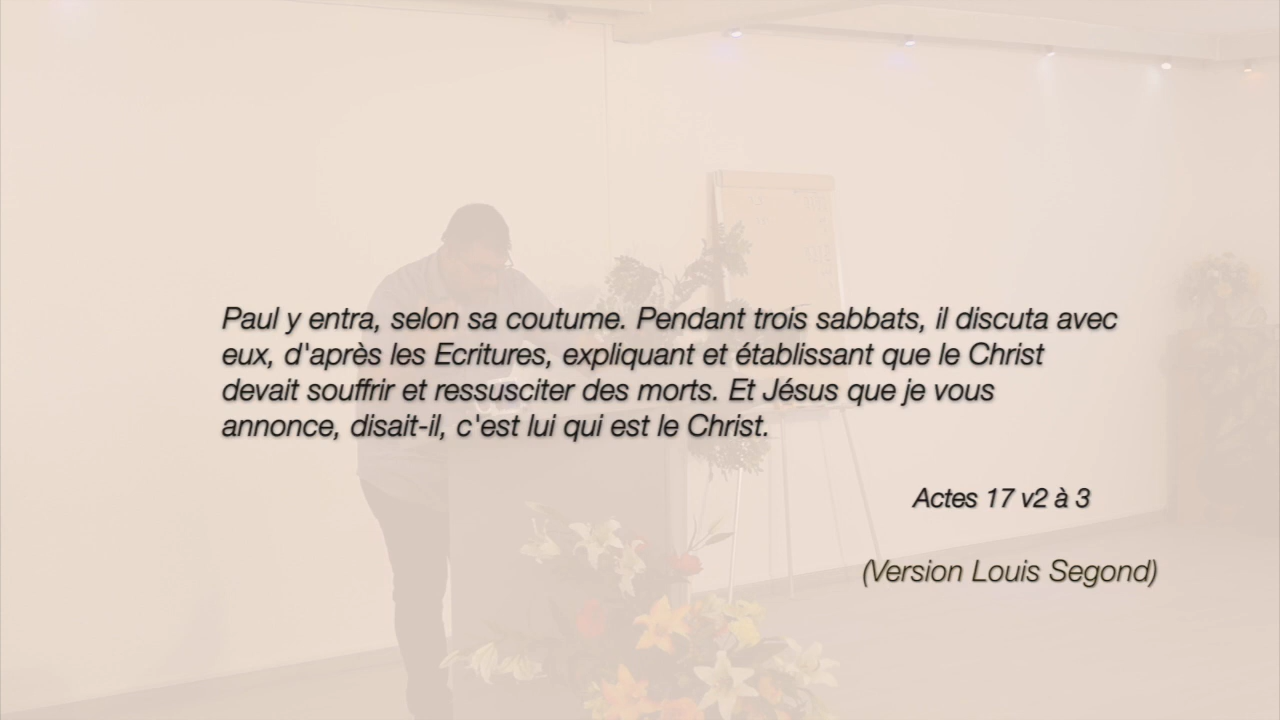 Paul y entra, selon sa coutume. Pendant trois sabbats, il discuta avec
eux, d'après les Ecritures, expliquant et établissant que le Christ
devait souffrir et ressusciter des morts. Et Jésus que je vous
annonce, disait-il, c'est lui qui est le Christ.
Actes 17 v2 à 3
(Version Louis Segond)